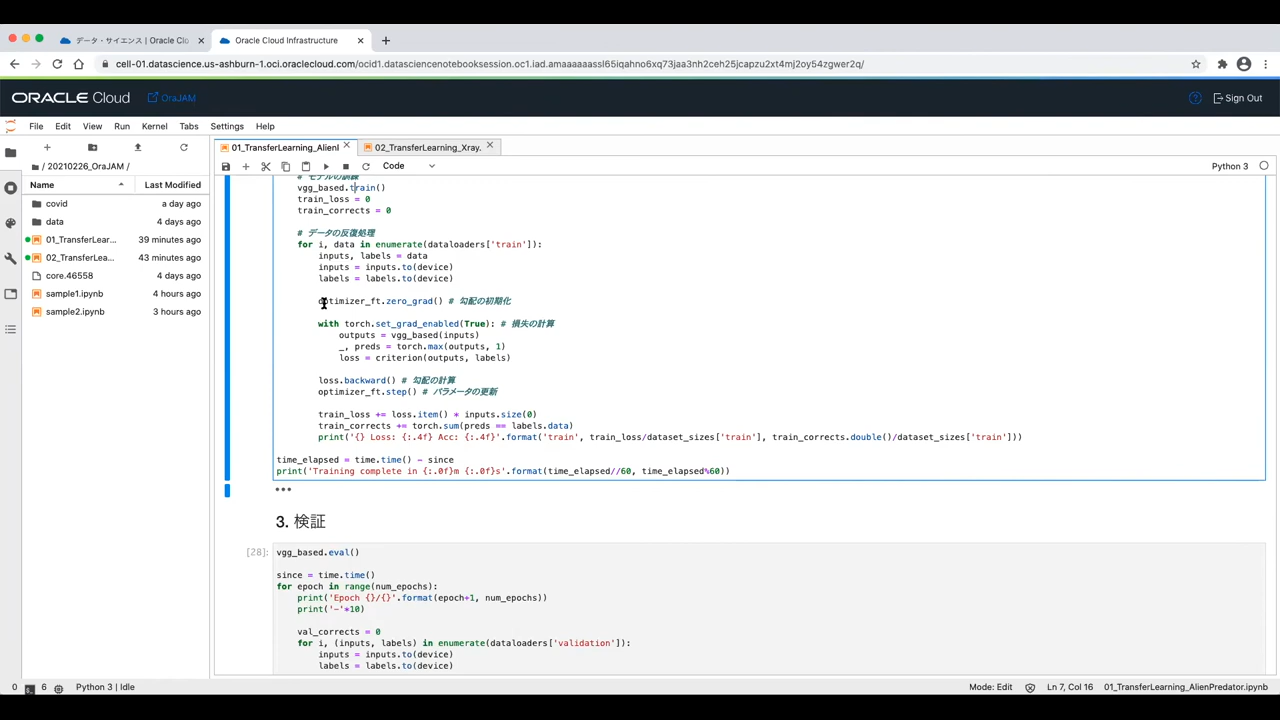 データ・サイエンス | Oracle Clo
Oracle Cloud Infrastructure
cell-01.datascience.us-ashburn-1.oci.oraclecloud.com/ocid1.datasciencenotebooksession.oc1.iad.amaaaaaassl65iqahno6xq73jaa3nh2ceh25jcapzu2xt4mj2oy54zgwer2q/
ORACLE Cloud
OraJAM
Sign Out
File Edit View Run Kernel Tabs Settings Help
01_TransferLearning_AlienI
02_TransferLearning_Xray.
/ 20210226_OraJAM /
Code
Python 3
Name
Last Modified
covid a day ago
data 4 days ago
01_TransferLear... 39 minutes ago
02_TransferLea... 43 minutes ago
core.46558 4 days ago
sample1.ipynb 4 hours ago
sample2.ipynb 3 hours ago
# モデルの訓練
vgg_based.train()
train_loss = 0
train_corrects = 0
# データの反復処理
for i, data in enumerate(dataloaders['train']):
inputs, labels = data
inputs = inputs.to(device)
labels = labels.to(device)
optimizer_ft.zero_grad() # 勾配の初期化
with torch.set_grad_enabled(True): # 損失の計算
outputs = vgg_based(inputs)
_, preds = torch.max(outputs, 1)
loss = criterion(outputs, labels)
loss.backward() # 勾配の計算
optimizer_ft.step() # パラメータの更新
train_loss += loss.item() * inputs.size(0)
train_corrects += torch.sum(preds == labels.data)
print('{} Loss: {:.4f} Acc: {:.4f}'.format('train', train_loss/dataset_sizes['train'], train_corrects.double()/dataset_sizes['train']))
time_elapsed = time.time() - since
print('Training complete in {:.0f}m {:.0f}s'.format(time_elapsed//60, time_elapsed%60))
3. 検証
[28]:
vgg_based.eval()
since = time.time()
for epoch in range(num_epochs):
print('Epoch {}/{}'.format(epoch+1, num_epochs))
print('-'*10)
val_corrects = 0
for i, (inputs, labels) in enumerate(dataloaders['validation']):
inputs = inputs.to(device)
labels = labels.to(device)
0
6
Python 3 | Idle
Mode: Edit
Ln 7, Col 16
01_TransferLearning_AlienPredator.ipynb